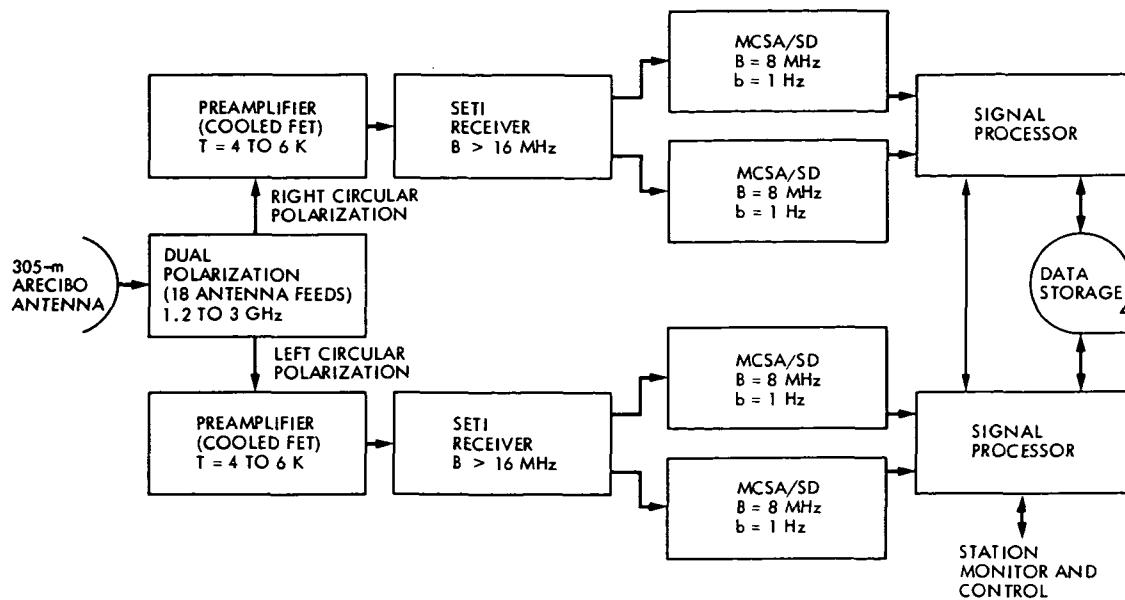 305-m
ARECIBO
ANTENNA
DUAL
POLARIZATION
(18 ANTENNA FEEDS)
1.2 TO 3 GHz
RIGHT CIRCULAR
POLARIZATION
PREAMPLIFIER
(COOLED FET)
T = 4 TO 6 K
SETI
RECEIVER
B > 16 MHz
MCSA/SD
B = 8 MHz
b = 1 Hz
MCSA/SD
B = 8 MHz
b = 1 Hz
SIGNAL
PROCESSOR
DATA
STORAGE
LEFT CIRCULAR
POLARIZATION
PREAMPLIFIER
(COOLED FET)
T = 4 TO 6 K
SETI
RECEIVER
B > 16 MHz
MCSA/SD
B = 8 MHz
b = 1 Hz
MCSA/SD
B = 8 MHz
b = 1 Hz
SIGNAL
PROCESSOR
STATION
MONITOR AND
CONTROL